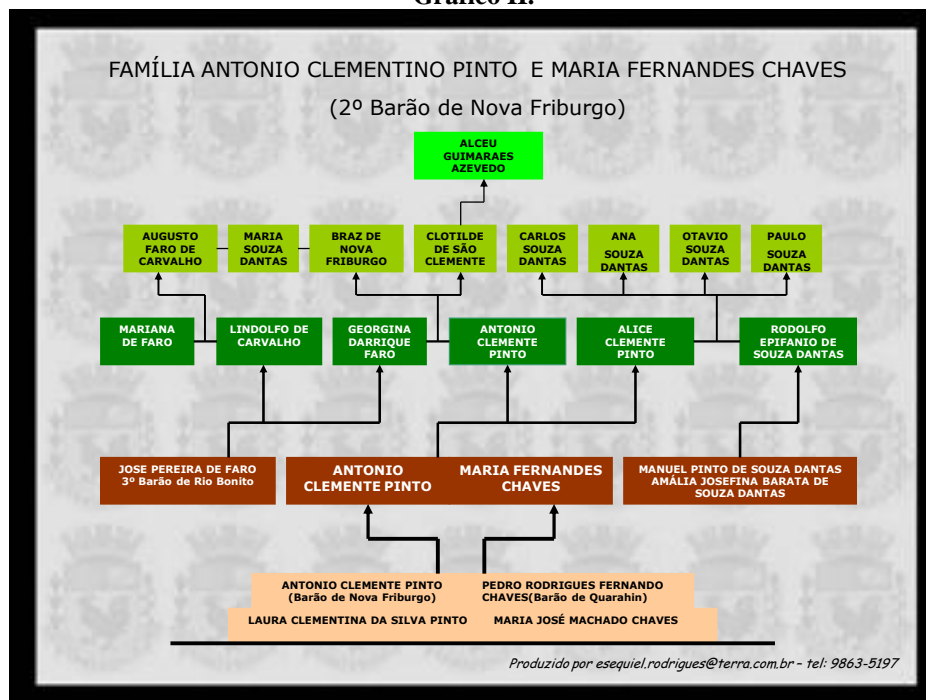 Gráfico II.
FAMÍLIA ANTONIO CLEMENTINO PINTO E MARIA FERNANDES CHAVES
(2º Barão de Nova Friburgo)
ALCEU
GUIMARAES
AZEVEDO
AUGUSTO
FARO DE
CARVALHO
MARIA
SOUZA
DANTAS
BRAZ DE
NOVA
FRIBURGO
CLOTILDE
DE SÃO
CLEMENTE
CARLOS
SOUZA
DANTAS
ANA
SOUZA
DANTAS
OTAVIO
SOUZA
DANTAS
PAULO
SOUZA
DANTAS
MARIANA
DE FARO
LINDOLFO DE
CARVALHO
GEORGINA
DARRIQUE
FARO
ANTONIO
CLEMENTE
PINTO
ALICE
CLEMENTE
PINTO
RODOLFO
EPIFANIO DE
SOUZA DANTAS
JOSE PEREIRA DE FARO
3º Barão de Rio Bonito
ANTONIO
CLEMENTE PINTO
MARIA FERNANDES
CHAVES
MANUEL PINTO DE SOUZA DANTAS
AMÁLIA JOSEFINA BARATA DE
SOUZA DANTAS
ANTONIO CLEMENTE PINTO
(Barão de Nova Friburgo)
PEDRO RODRIGUES FERNANDO
CHAVES(Barão de Quarahin)
LAURA CLEMENTINA DA SILVA PINTO
MARIA JOSÉ MACHADO CHAVES
Produzido por esequiel.rodrigues@terra.com.br – tel: 9863-5197